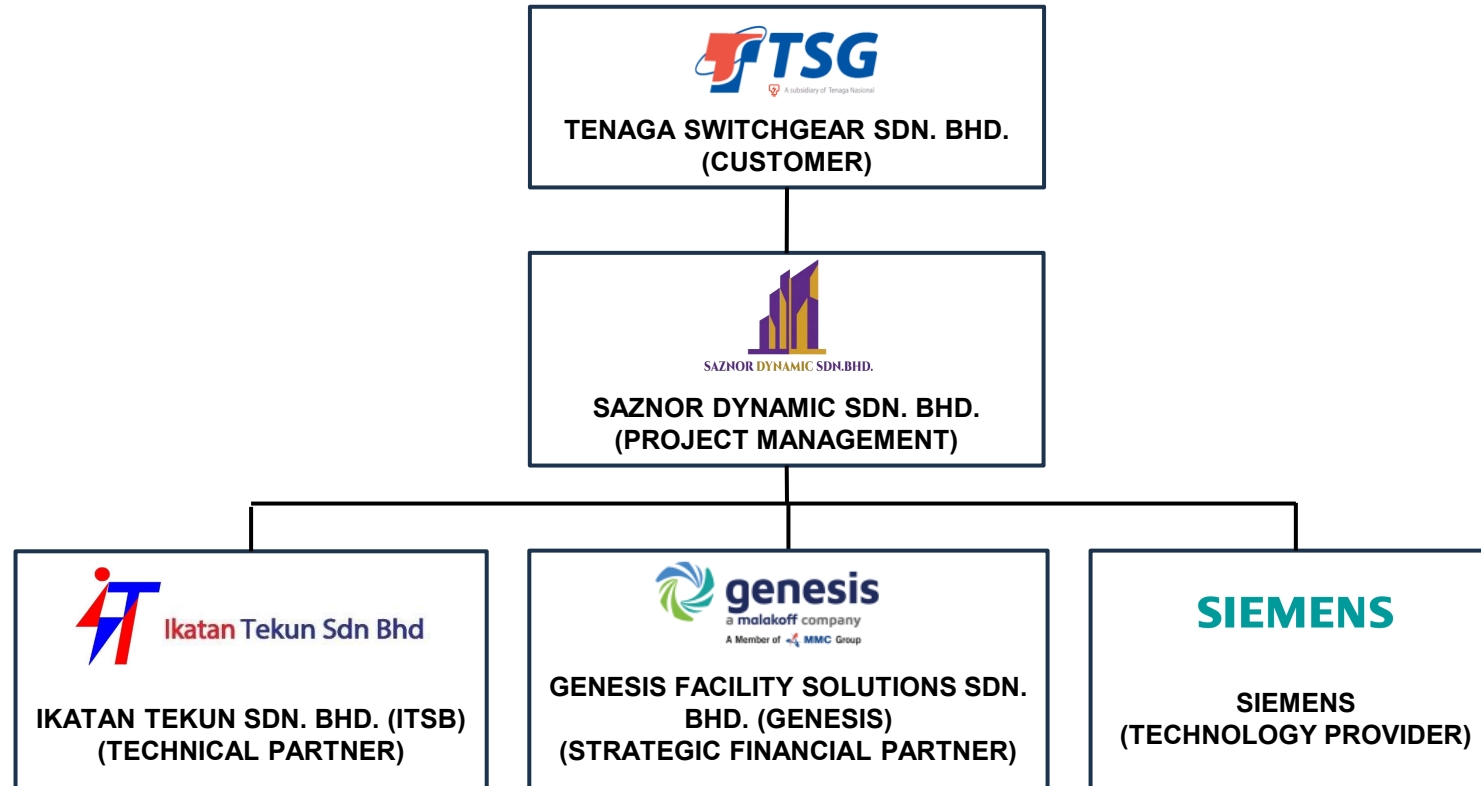 TSG
A subsidiary of Tenaga Nasional
TENAGA SWITCHGEAR SDN. BHD.
(CUSTOMER)
SAZNOR DYNAMIC SDN.BHD.
SAZNOR DYNAMIC SDN. BHD.
(PROJECT MANAGEMENT)
iT
Ikatan Tekun Sdn Bhd
IKATAN TEKUN SDN. BHD. (ITSB)
(TECHNICAL PARTNER)
genesis
a malakoff company
A Member of MMC Group
GENESIS FACILITY SOLUTIONS SDN.
BHD. (GENESIS)
(STRATEGIC FINANCIAL PARTNER)
SIEMENS
SIEMENS
(TECHNOLOGY PROVIDER)